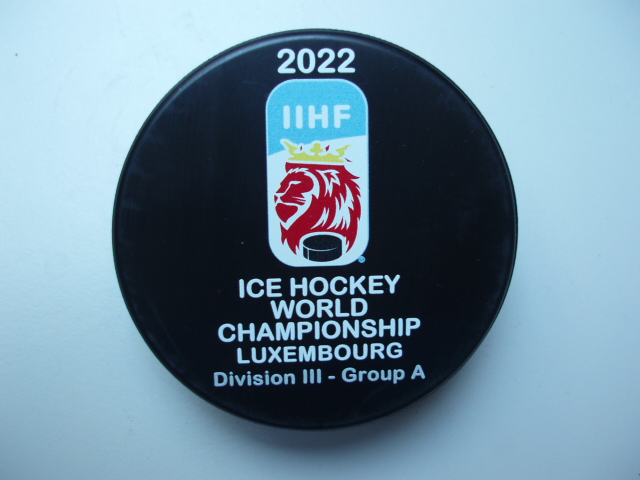 2022
IIHF
ICE HOCKEY
WORLD
CHAMPIONSHIP
LUXEMBOURG
Division III - Group A